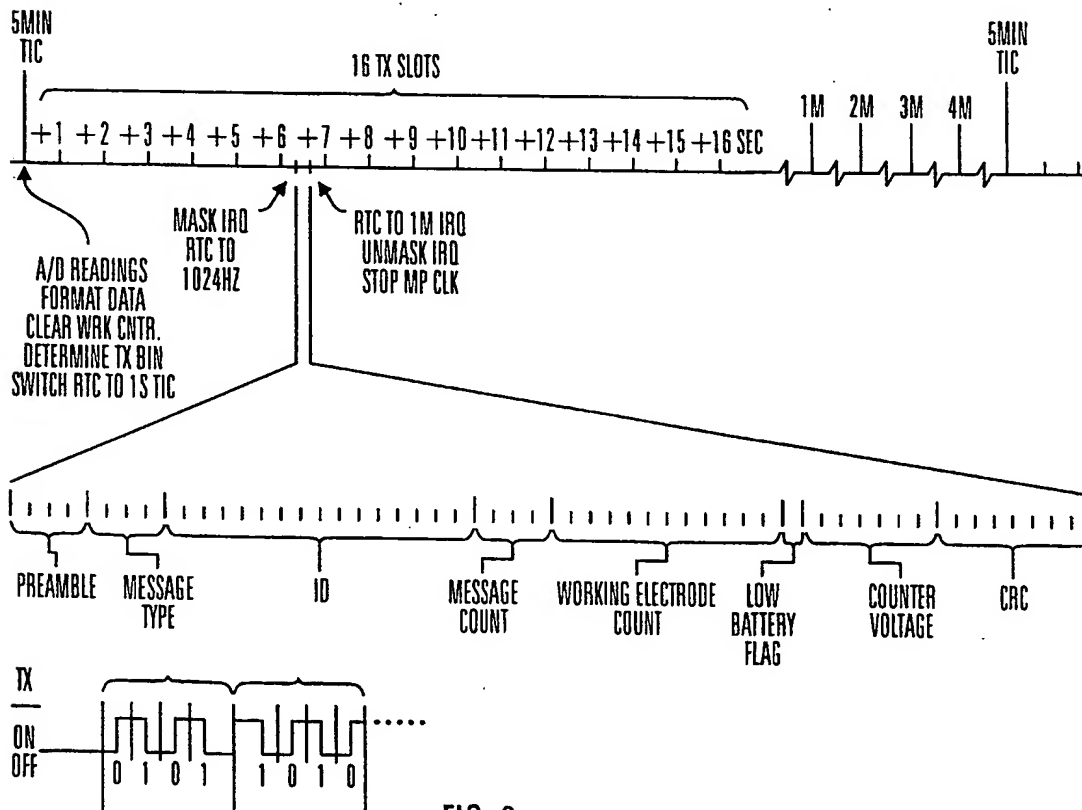 5MIN
TIC
16 TX SLOTS
5MIN
TIC
1M 2M 3M 4M
+1 +2 +3 +4 +5 +6 +7 +8 +9 +10 +11 +12 +13 +14 +15 +16 SEC
MASK IRQ
RTC TO
1024HZ
RTC TO 1M IRQ
UNMASK IRQ
STOP MP CLK
A/D READINGS
FORMAT DATA
CLEAR WRK CNTR.
DETERMINE TX BIN
SWITCH RTC TO 1S TIC
PREAMBLE
MESSAGE
TYPE
ID
MESSAGE
COUNT
WORKING ELECTRODE
COUNT
LOW
BATTERY
FLAG
COUNTER
VOLTAGE
CRC
TX
ON
OFF
0 1 0 1 1 0 1 0